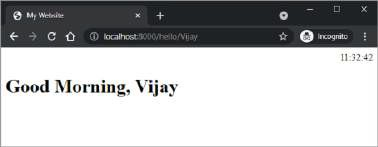 My Website
localhost:8000/hello/Vijay
Incognito
11:32:42
Good Morning, Vijay